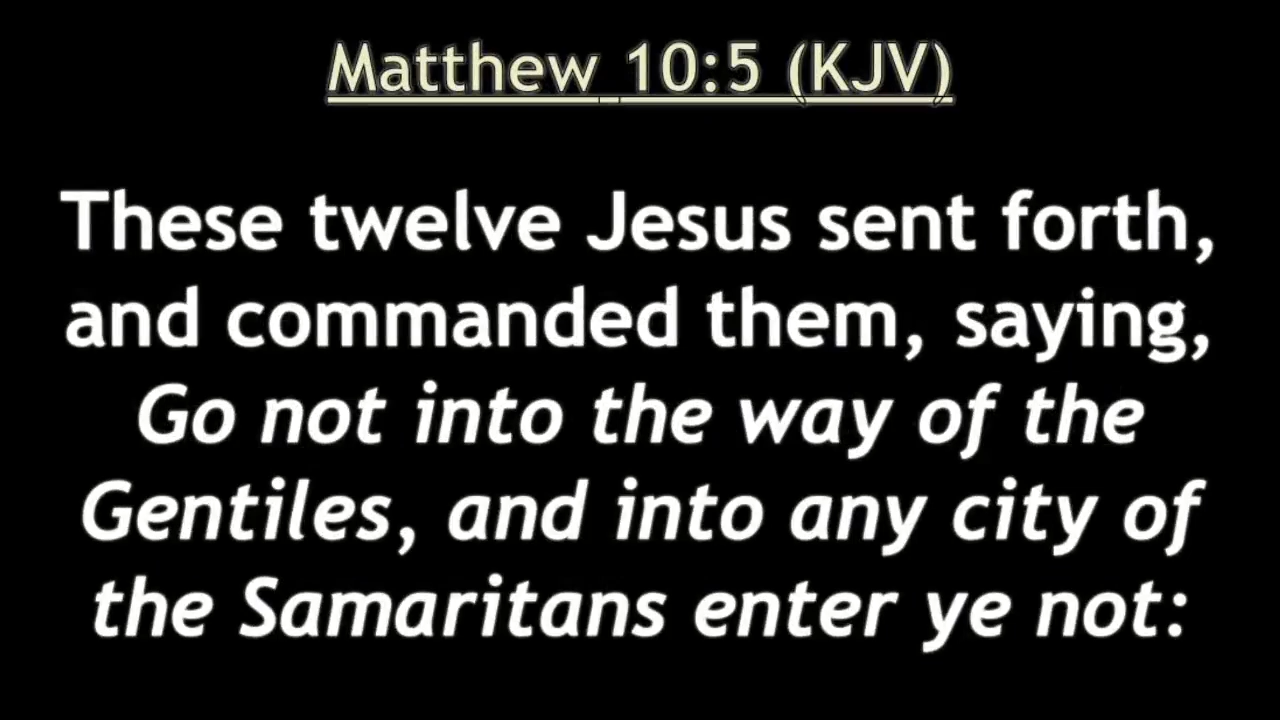 Matthew 10:5 (KJV)
These twelve Jesus sent forth,
and commanded them, saying,
Go not into the way of the
Gentiles, and into any city of
the Samaritans enter ye not: